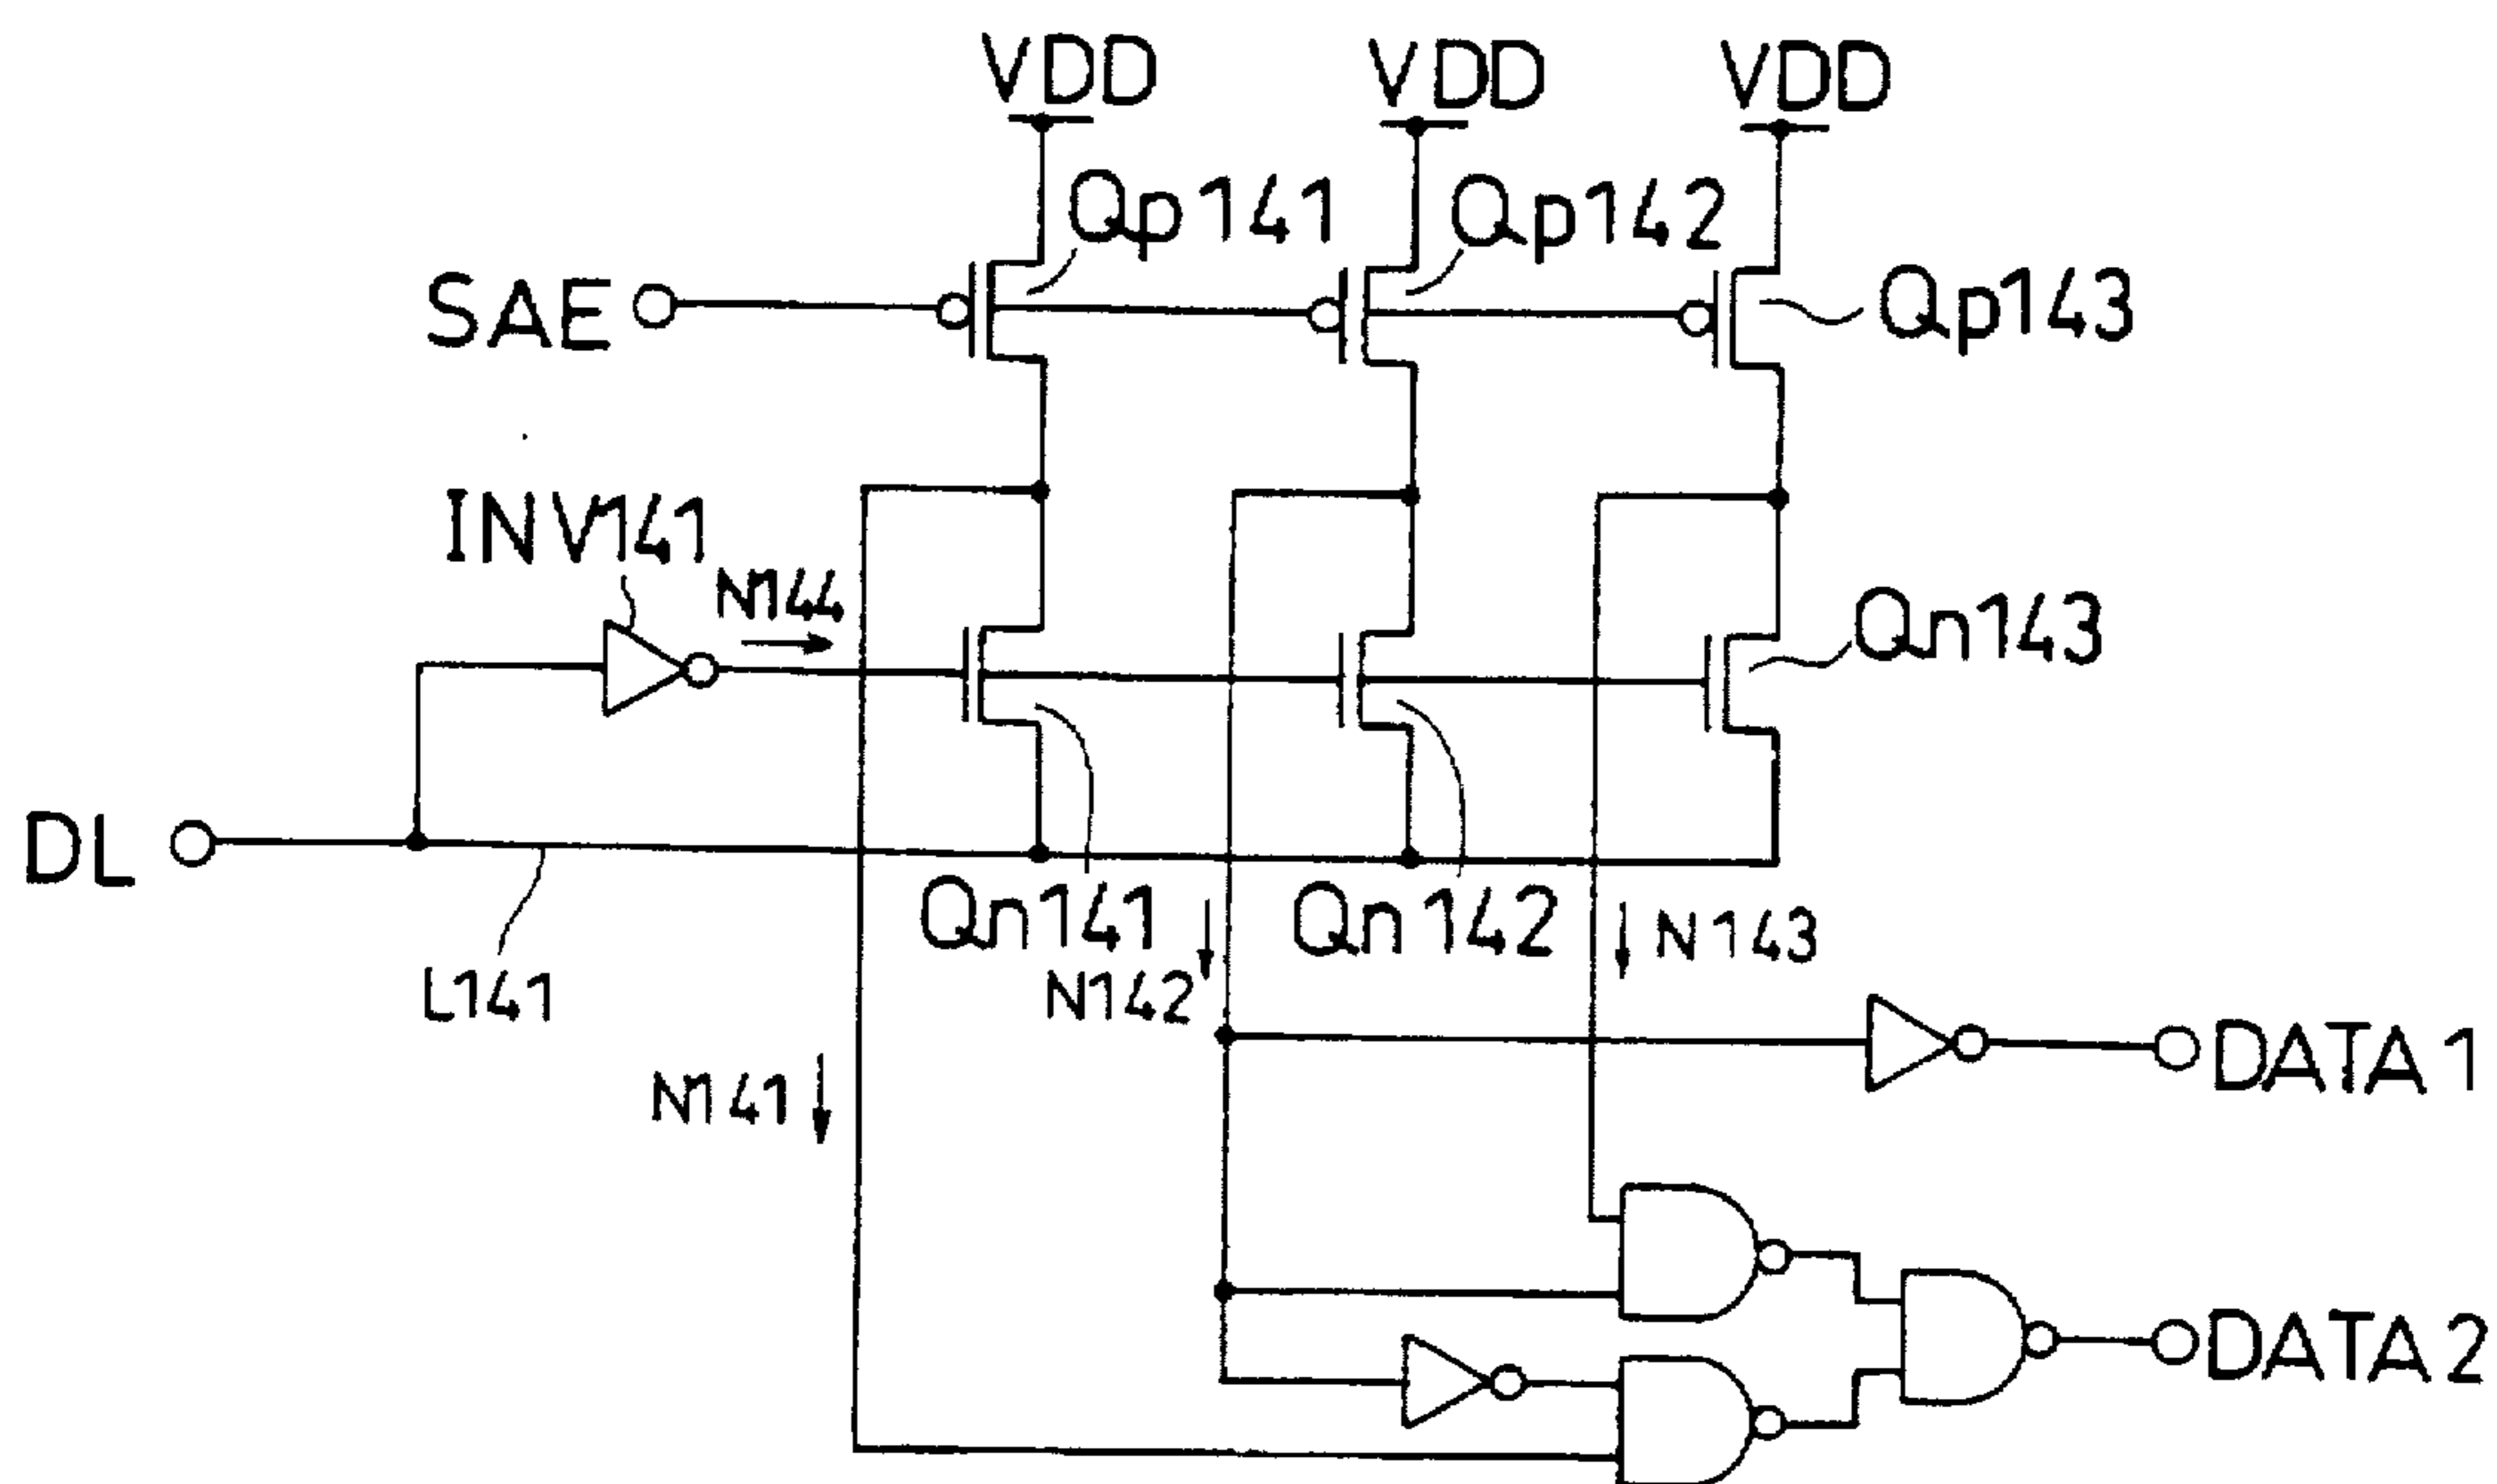 VDD VDD VDD
Qp141 Qp142
SAE Qp143
INV141 N144 Qn143
DL
Qn141 Qn142 N143
L141 N142
DATA1
N141
DATA2